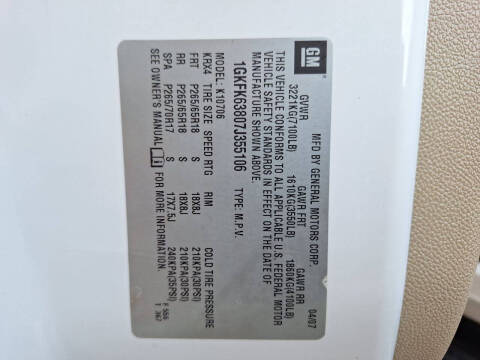 GM
MFD BY GENERAL MOTORS CORP. 04/07
GVWR GAWR FRT GAWR RR
3221KG(7100LB) 1610KG(3550LB) 1860KG(4100LB)
THIS VEHICLE CONFORMS TO ALL APPLICABLE U.S. FEDERAL MOTOR
VEHICLE SAFETY STANDARDS IN EFFECT ON THE DATE OF
MANUFACTURE SHOWN ABOVE.
1GKFK63807J355106 TYPE: M.P.V.
MODEL: K10706
KRX4 TIRE SIZE SPEED RTG RIM COLD TIRE PRESSURE
FRT P265/65R18 S 18X8J 210KPA(30PSI)
RR P265/65R18 S 18X8J 210KPA(30PSI)
SPA P265/70R17 S 17X7.5J 240KPA(35PSI)
SEE OWNER'S MANUAL FOR MORE INFORMATION.